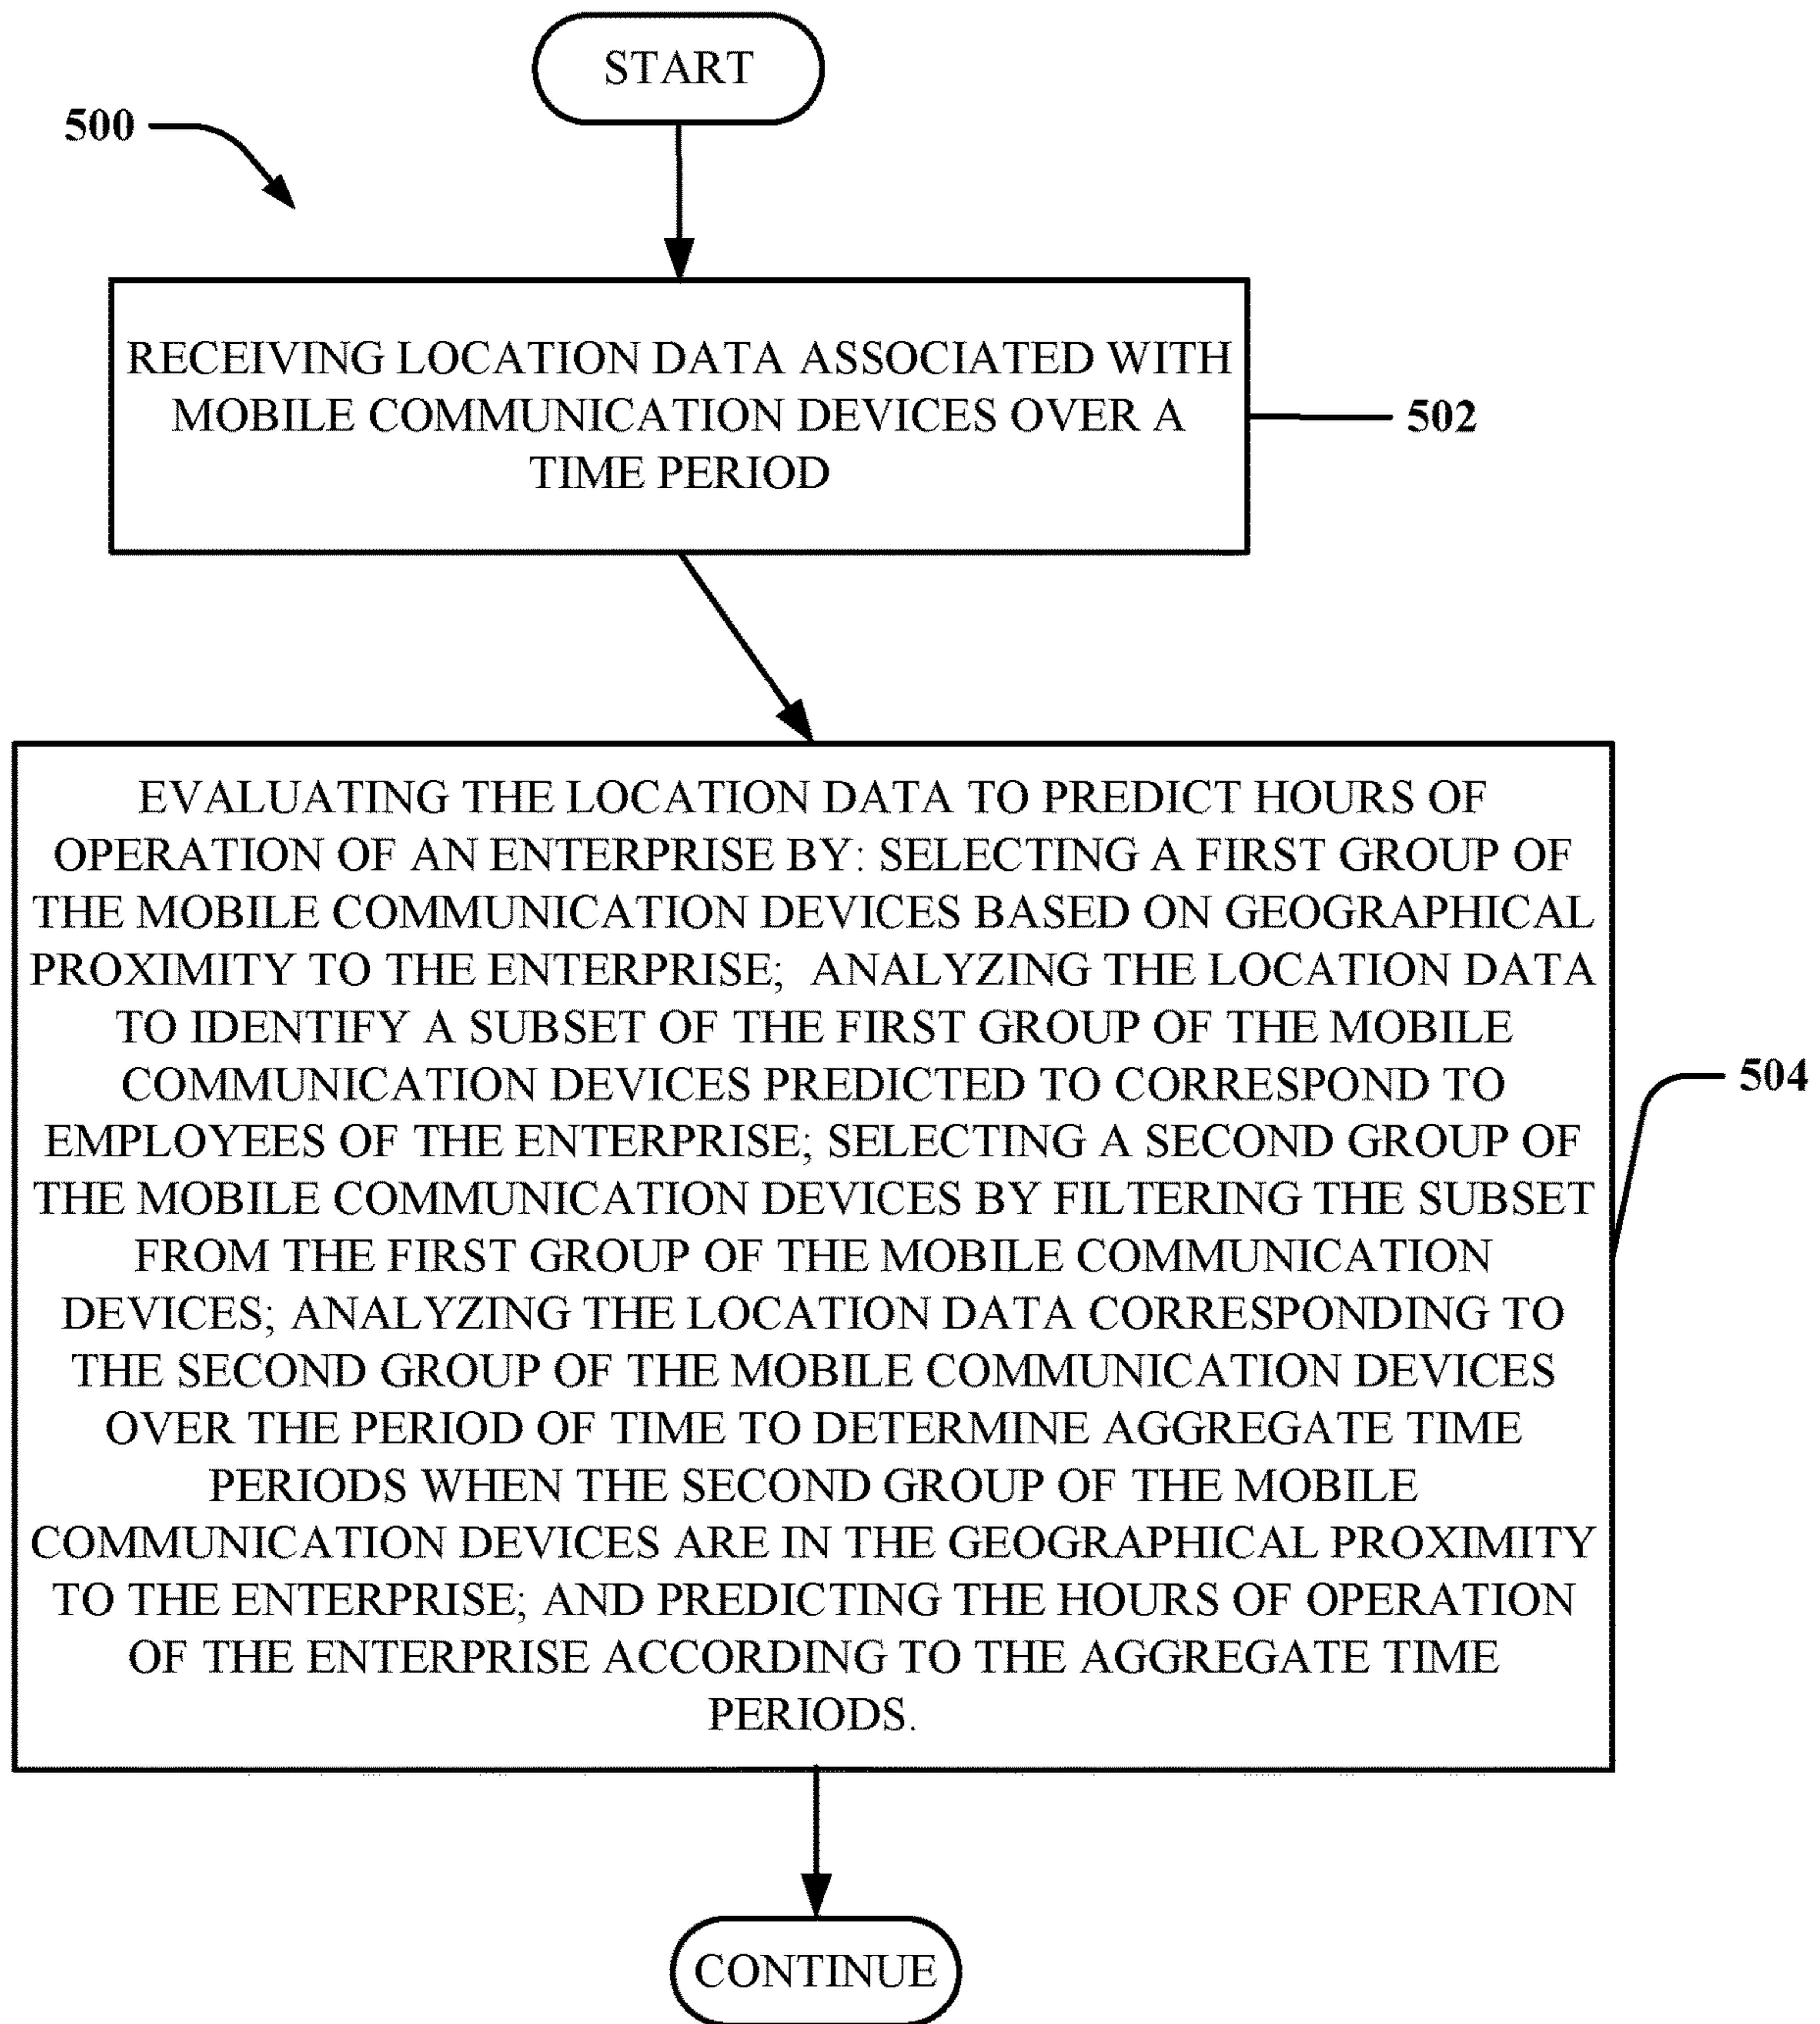 START
500
RECEIVING LOCATION DATA ASSOCIATED WITH
MOBILE COMMUNICATION DEVICES OVER A
TIME PERIOD
502
EVALUATING THE LOCATION DATA TO PREDICT HOURS OF
OPERATION OF AN ENTERPRISE BY: SELECTING A FIRST GROUP OF
THE MOBILE COMMUNICATION DEVICES BASED ON GEOGRAPHICAL
PROXIMITY TO THE ENTERPRISE; ANALYZING THE LOCATION DATA
TO IDENTIFY A SUBSET OF THE FIRST GROUP OF THE MOBILE
COMMUNICATION DEVICES PREDICTED TO CORRESPOND TO
EMPLOYEES OF THE ENTERPRISE; SELECTING A SECOND GROUP OF
THE MOBILE COMMUNICATION DEVICES BY FILTERING THE SUBSET
FROM THE FIRST GROUP OF THE MOBILE COMMUNICATION
DEVICES; ANALYZING THE LOCATION DATA CORRESPONDING TO
THE SECOND GROUP OF THE MOBILE COMMUNICATION DEVICES
OVER THE PERIOD OF TIME TO DETERMINE AGGREGATE TIME
PERIODS WHEN THE SECOND GROUP OF THE MOBILE
COMMUNICATION DEVICES ARE IN THE GEOGRAPHICAL PROXIMITY
TO THE ENTERPRISE; AND PREDICTING THE HOURS OF OPERATION
OF THE ENTERPRISE ACCORDING TO THE AGGREGATE TIME
PERIODS.
504
CONTINUE